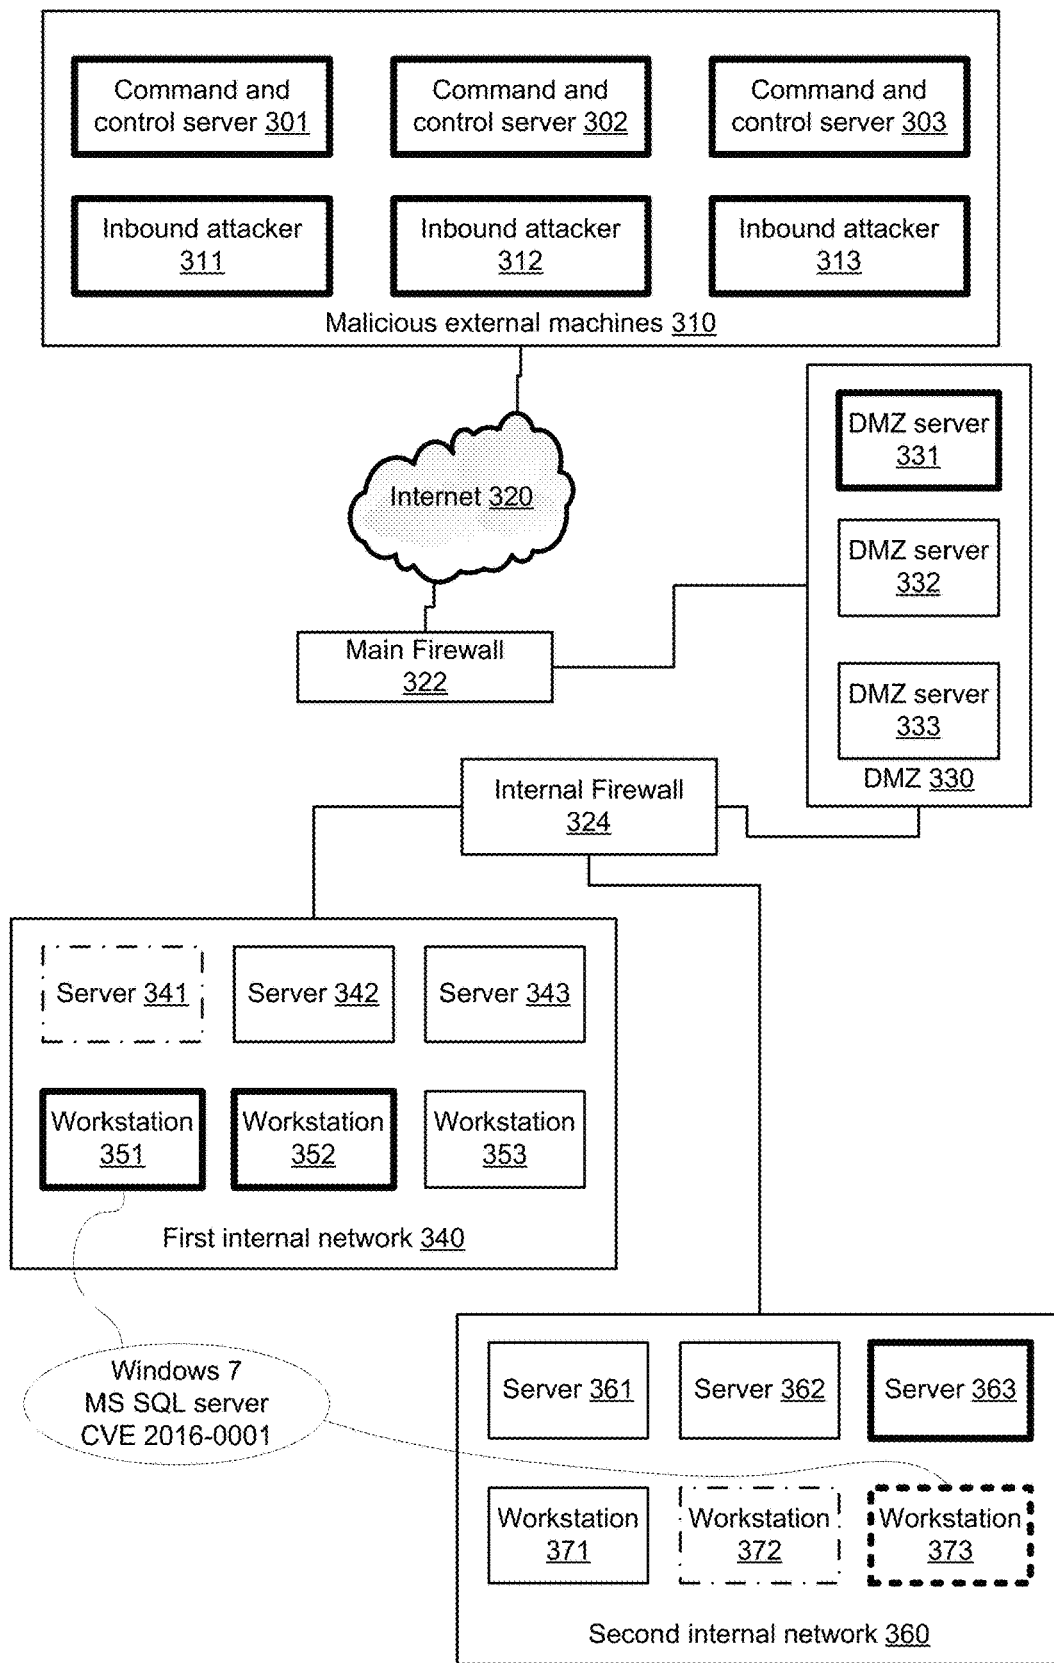 Command and
control server 301
Command and
control server 302
Command and
control server 303
Inbound attacker
311
Inbound attacker
312
Inbound attacker
313
Malicious external machines 310
DMZ server
331
Internet 320
DMZ server
332
Main Firewall
322
DMZ server
333
DMZ 330
Internal Firewall
324
Server 341
Server 342
Server 343
Workstation
351
Workstation
352
Workstation
353
First internal network 340
Windows 7
MS SQL server
CVE 2016-0001
Server 361
Server 362
Server 363
Workstation
371
Workstation
372
Workstation
373
Second internal network 360